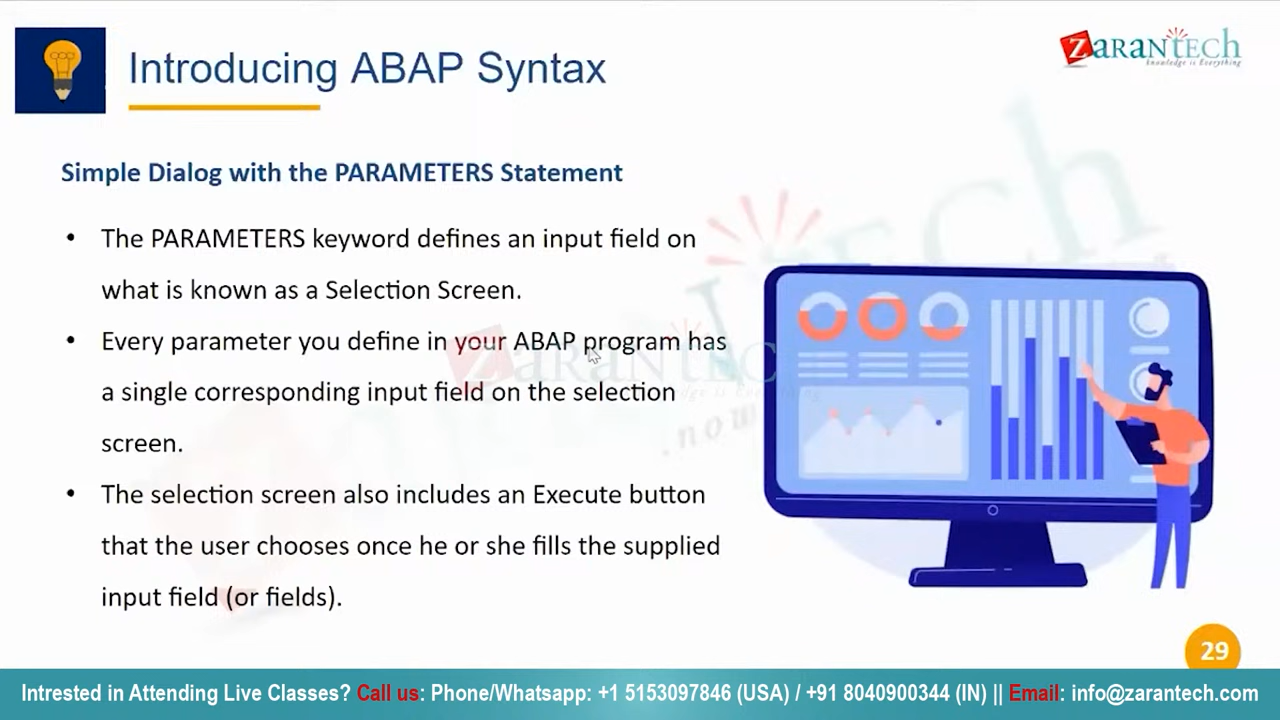 Introducing ABAP Syntax
ZARANTECH
knowledge is Everything
Simple Dialog with the PARAMETERS Statement
• The PARAMETERS keyword defines an input field on
what is known as a Selection Screen.
• Every parameter you define in your ABAP program has
a single corresponding input field on the selection
screen.
• The selection screen also includes an Execute button
that the user chooses once he or she fills the supplied
input field (or fields).
29
Intrested in Attending Live Classes? Call us: Phone/Whatsapp: +1 5153097846 (USA) / +91 8040900344 (IN) || Email: info@zarantech.com